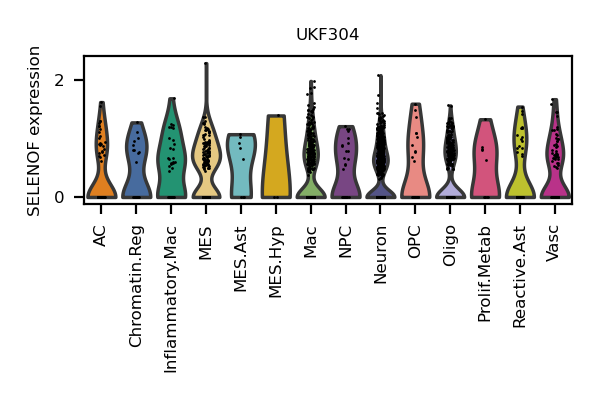 UKF304
SELENOF expression
2
0
AC
Chromatin.Reg
Inflammatory.Mac
MES
MES.Ast
MES.Hyp
Mac
NPC
Neuron
OPC
Oligo
Prolif.Metab
Reactive.Ast
Vasc